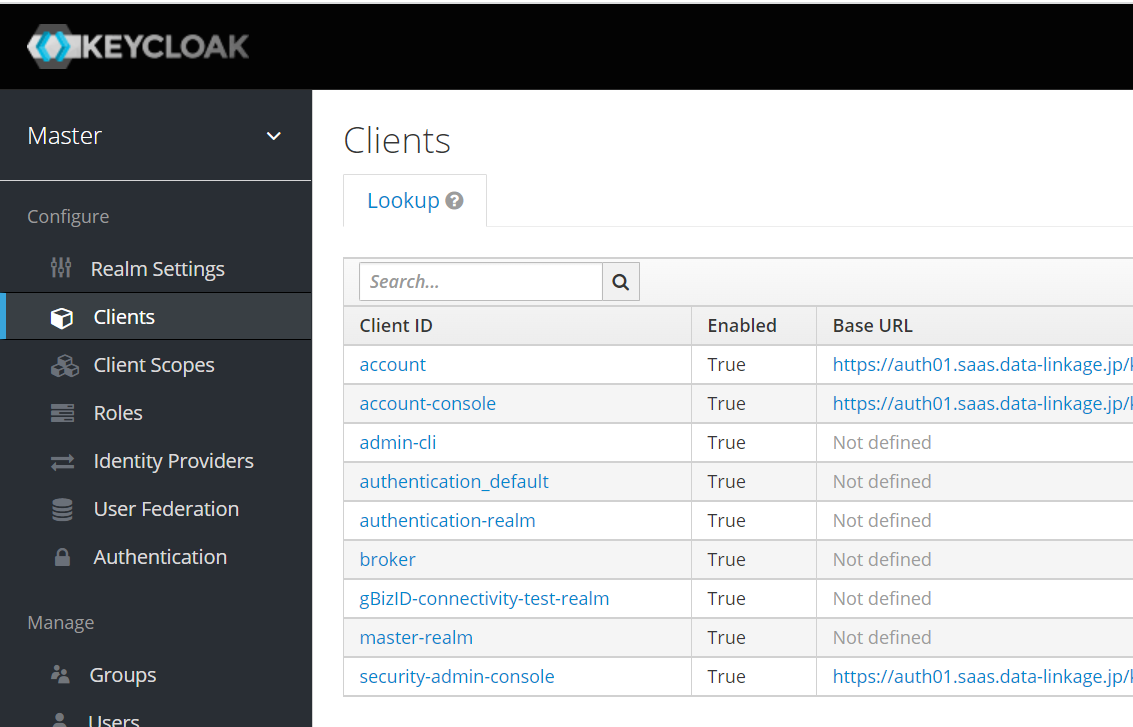 KEYCLOAK
Master
Configure
Realm Settings
Clients
Client Scopes
Roles
Identity Providers
User Federation
Authentication
Manage
Groups
Users
Clients
Lookup ?
Search...
Client ID Enabled Base URL
account True https://auth01.saas.data-linkage.jp/
account-console True https://auth01.saas.data-linkage.jp/
admin-cli True Not defined
authentication_default True Not defined
authentication-realm True Not defined
broker True Not defined
gBizID-connectivity-test-realm True Not defined
master-realm True Not defined
security-admin-console True https://auth01.saas.data-linkage.jp/